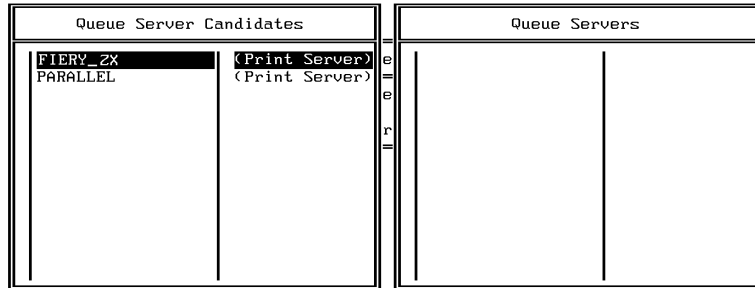 Queue Server Candidates
Queue Servers
FIERY_ZX (Print Server)
PARALLEL (Print Server)
e
e
r